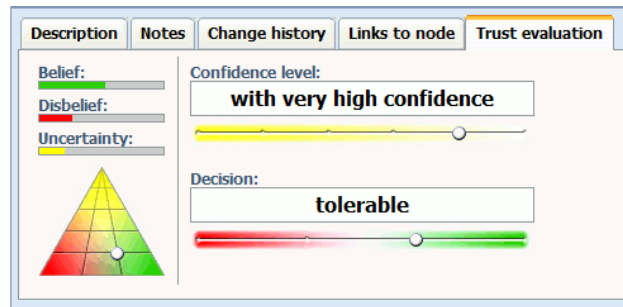 Description Notes Change history Links to node Trust evaluation
Belief:
Disbelief:
Uncertainty:
Confidence level:
with very high confidence
Decision:
tolerable